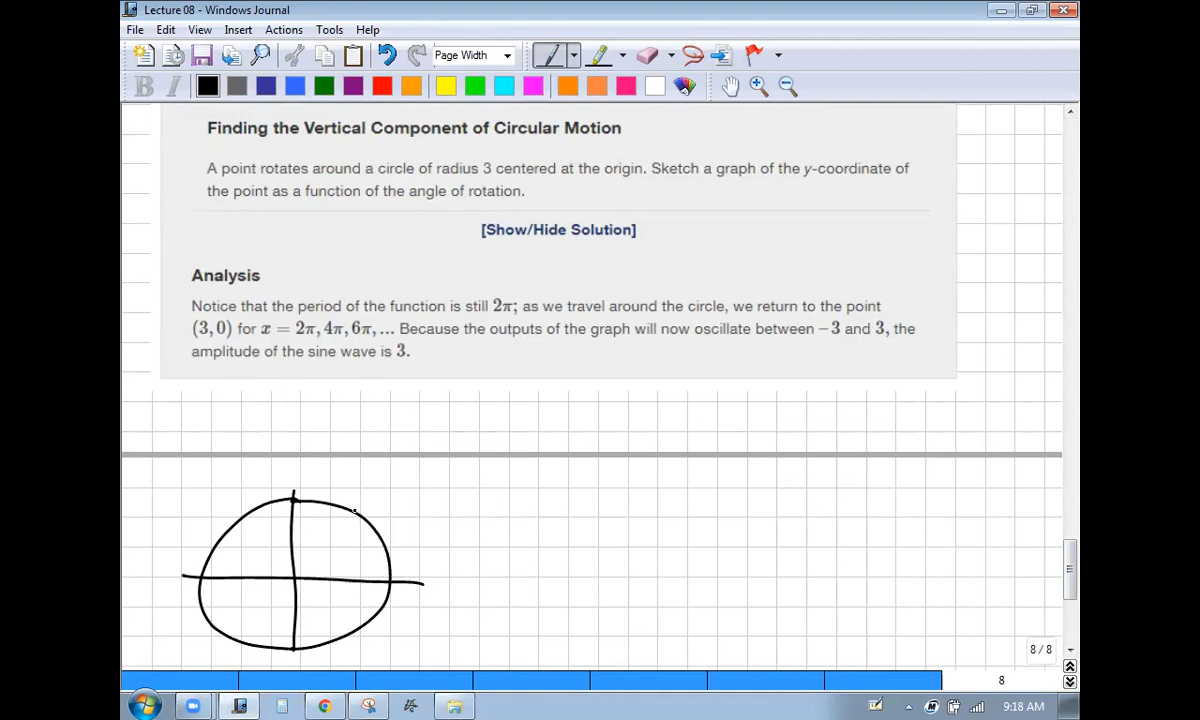 Lecture 08 - Windows Journal
File Edit View Insert Actions Tools Help
Page Width
B I
Finding the Vertical Component of Circular Motion
A point rotates around a circle of radius 3 centered at the origin. Sketch a graph of the y-coordinate of
the point as a function of the angle of rotation.
[Show/Hide Solution]
Analysis
Notice that the period of the function is still 2π; as we travel around the circle, we return to the point
(3,0) for x = 2π, 4π, 6π, ... Because the outputs of the graph will now oscillate between −3 and 3, the
amplitude of the sine wave is 3.
8 / 8
8
9:18 AM